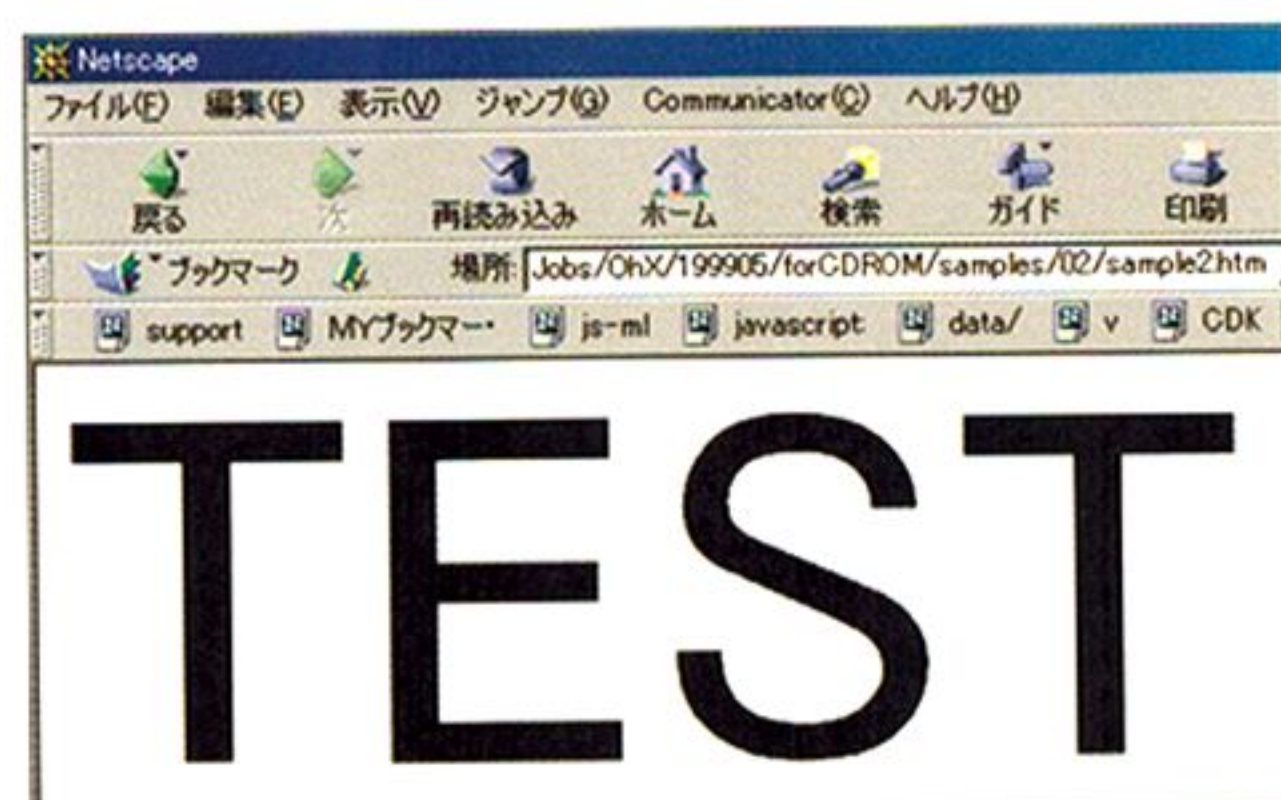 Netscape
ファイル(F) 編集(E) 表示(V) ジャンプ(G) Communicator(C) ヘルプ(H)
戻る 次 再読み込み ホーム 検索 ガイド 印刷
ブックマーク 場所: Jobs/OhX/199905/forCDROM/samples/02/sample2.htm
support MYブックマー・ js-ml javascript data/ v CDK
TEST